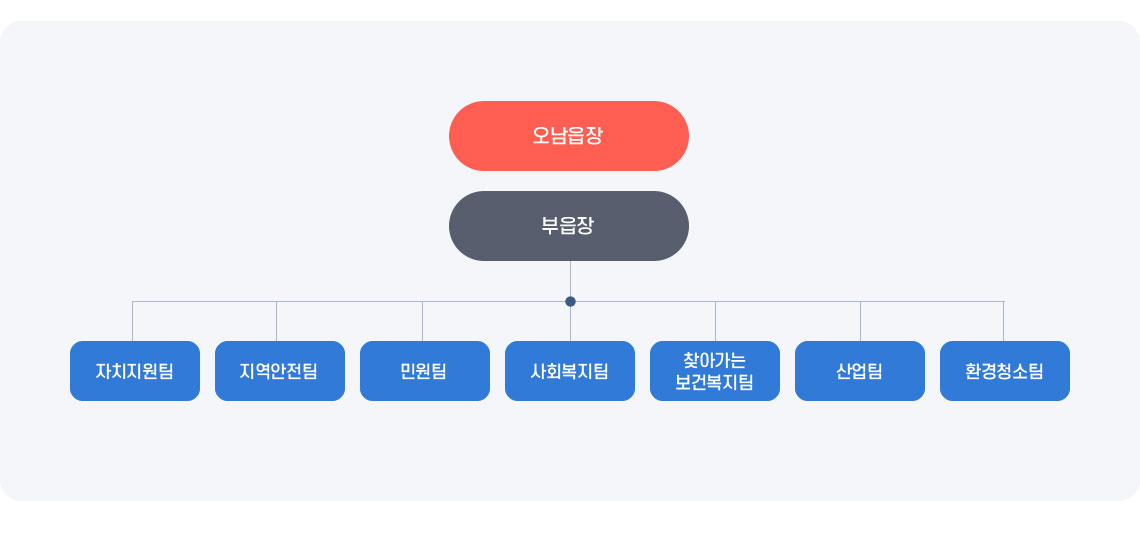 오남읍장
부읍장
자치지원팀
지역안전팀
민원팀
사회복지팀
찾아가는
보건복지팀
산업팀
환경청소팀